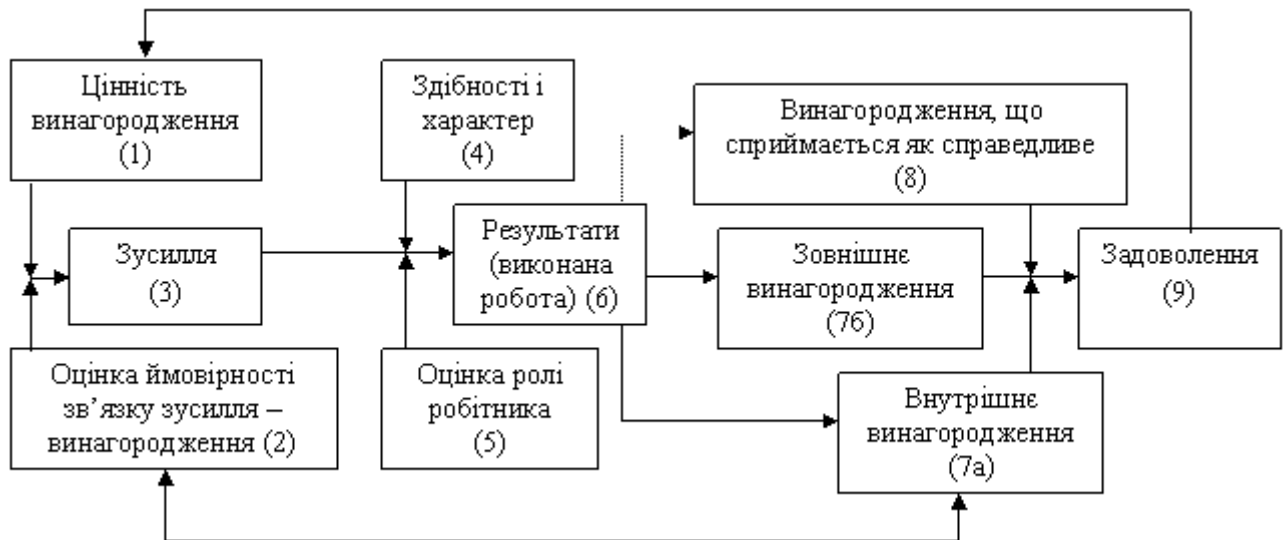 Цінність
винагородження
(1)
Здібності і
характер
(4)
Винагородження, що
сприймається як справедливе
(8)
Зусилля
(3)
Результати
(виконана
робота) (6)
Зовнішнє
винагородження
(7б)
Задоволення
(9)
Оцінка ймовірності
зв’язку зусилля –
винагородження (2)
Оцінка ролі
робітника
(5)
Внутрішнє
винагородження
(7а)